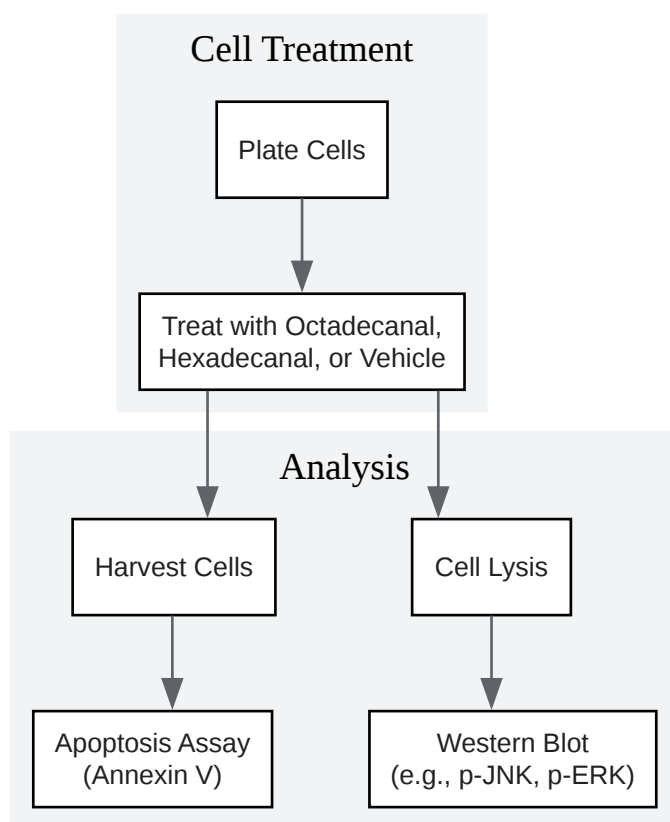 Cell Treatment
Plate Cells
Treat with Octadecanal,
Hexadecanal, or Vehicle
Analysis
Harvest Cells
Cell Lysis
Apoptosis Assay
(Annexin V)
Western Blot
(e.g., p-JNK, p-ERK)